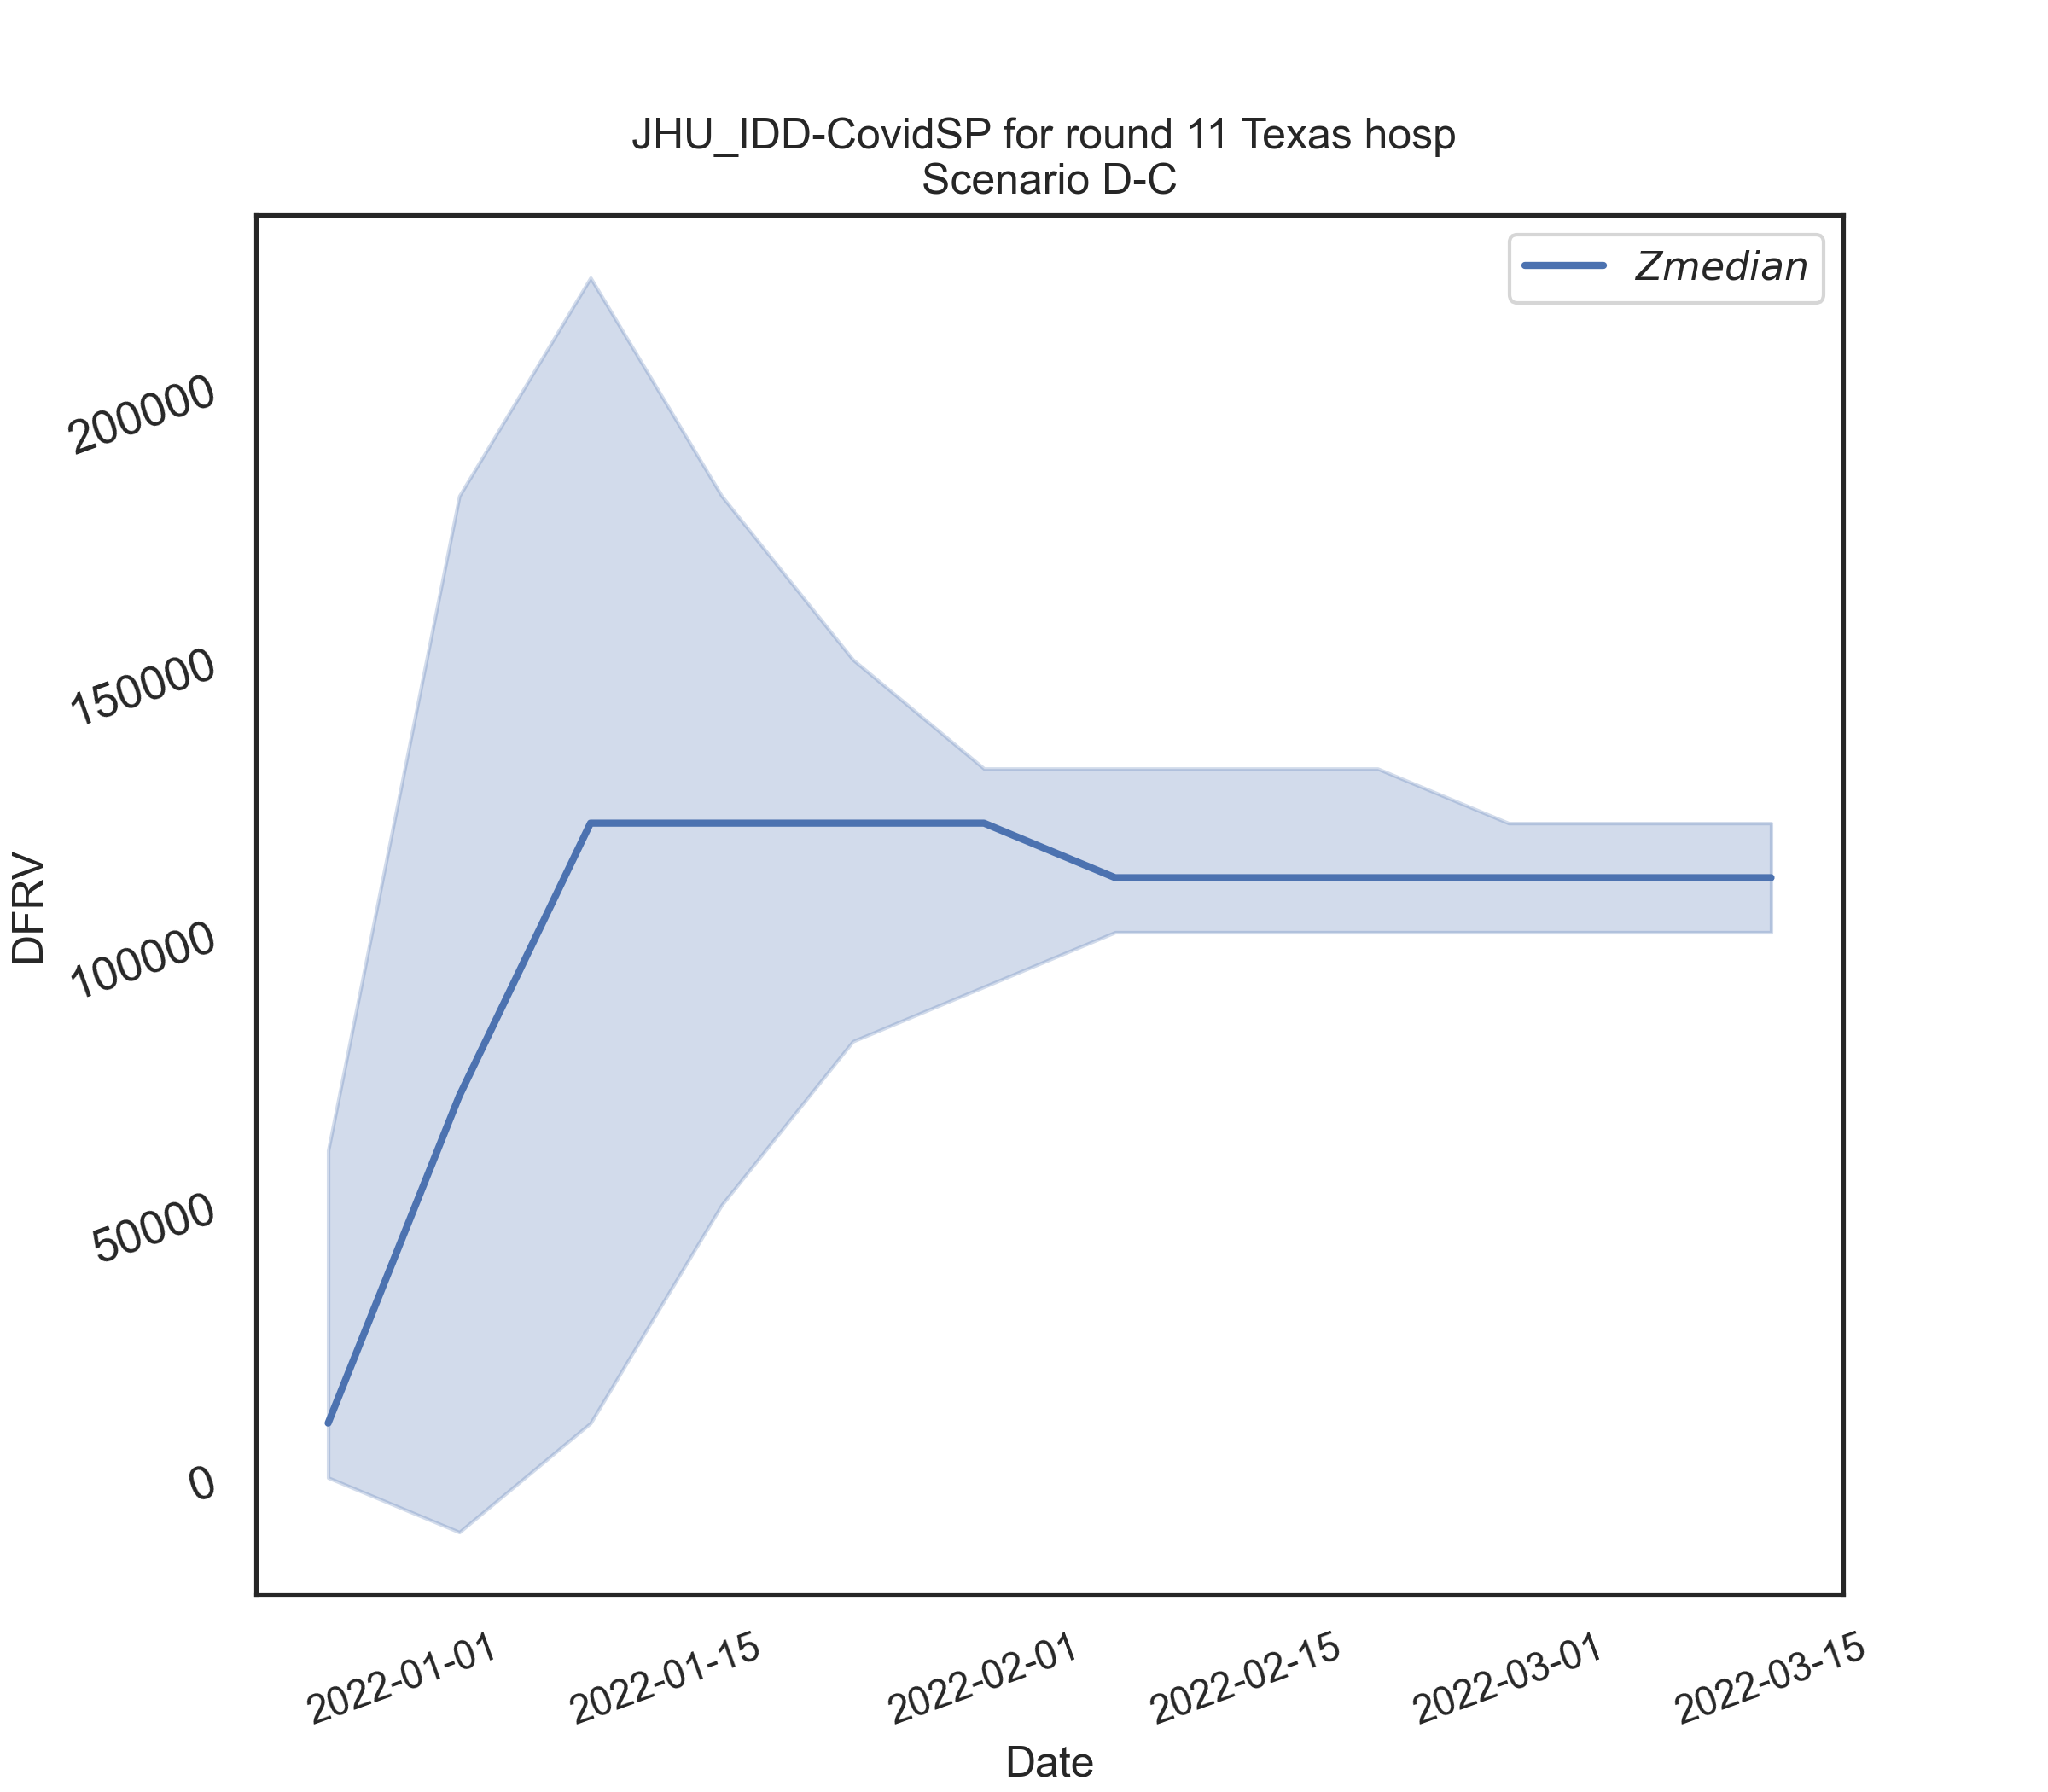 JHU_IDD-CovidSP for round 11 Texas hosp
Scenario D-C
Zmedian
200000
150000
100000
50000
0
DFRV
2022-01-01
2022-01-15
2022-02-01
2022-02-15
2022-03-01
2022-03-15
Date